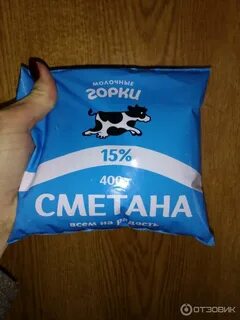 МОЛОЧНЫЕ
ГОРКИ
15%
400г
СМЕТАНА
всем на радость
ОТЗОВИК